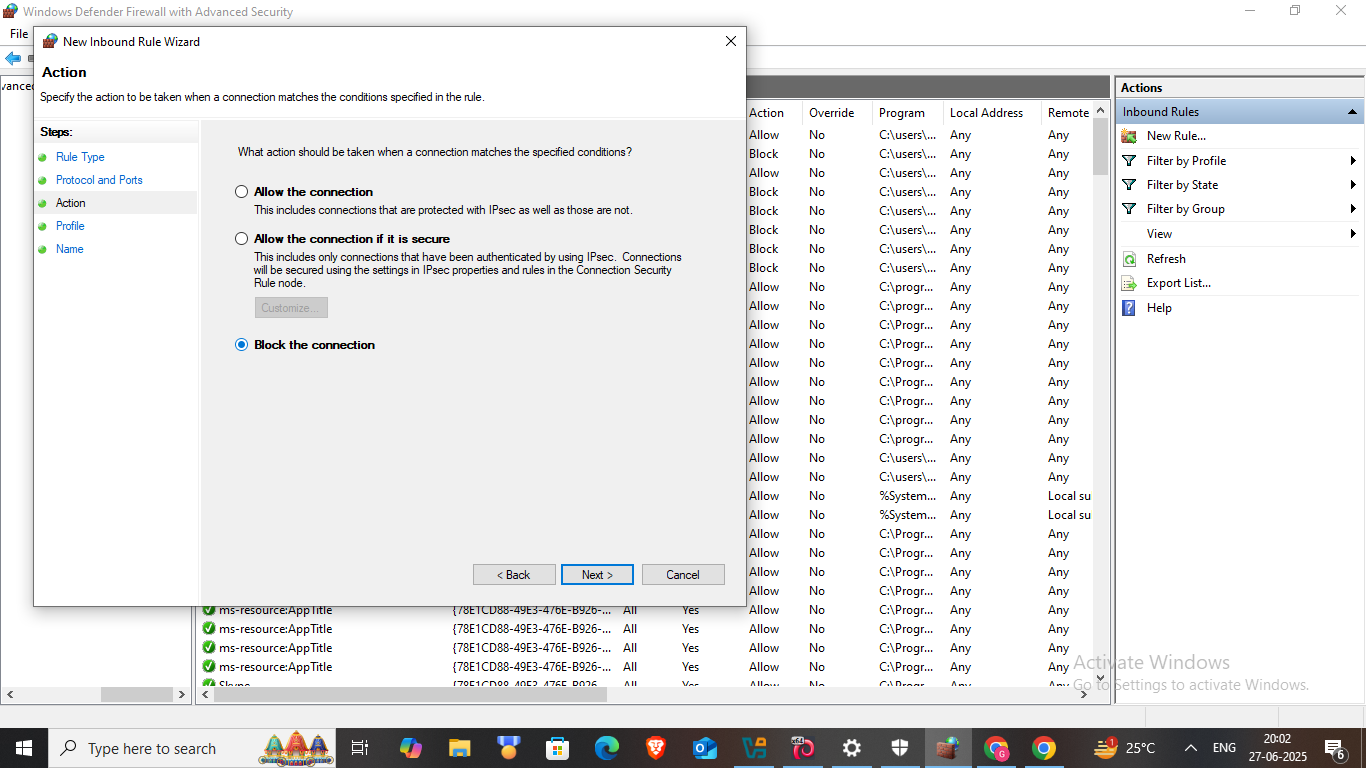 Windows Defender Firewall with Advanced Security
File
New Inbound Rule Wizard
Action
Specify the action to be taken when a connection matches the conditions specified in the rule.
Steps:
Rule Type
Protocol and Ports
Action
Profile
Name
What action should be taken when a connection matches the specified conditions?
Allow the connection
This includes connections that are protected with IPsec as well as those are not.
Allow the connection if it is secure
This includes only connections that have been authenticated by using IPsec. Connections
will be secured using the settings in IPsec properties and rules in the Connection Security
Rule node.
Customize...
Block the connection
< Back Next > Cancel
Action Override Program Local Address Remote
Allow No C:\users\... Any Any
Block No C:\users\... Any Any
Allow No C:\users\... Any Any
Block No C:\users\... Any Any
Block No C:\users\... Any Any
Block No C:\users\... Any Any
Block No C:\users\... Any Any
Block No C:\users\... Any Any
Allow No C:\progr... Any Any
Allow No C:\progr... Any Any
Allow No C:\Progr... Any Any
Allow No C:\Progr... Any Any
Allow No C:\Progr... Any Any
Allow No C:\Progr... Any Any
Allow No C:\Progr... Any Any
Allow No C:\progr... Any Any
Allow No C:\progr... Any Any
Allow No C:\users\... Any Any
Allow No C:\users\... Any Any
Allow No %System... Any Local su
Allow No %System... Any Local su
Allow No C:\Progr... Any Any
Allow No C:\Progr... Any Any
Allow No C:\Progr... Any Any
Allow No C:\Progr... Any Any
ms-resource:AppTitle {78E1CD88-49E3-476E-B926-... All Yes Allow No C:\Progr... Any Any
ms-resource:AppTitle {78E1CD88-49E3-476E-B926-... All Yes Allow No C:\Progr... Any Any
ms-resource:AppTitle {78E1CD88-49E3-476E-B926-... All Yes Allow No C:\Progr... Any Any
ms-resource:AppTitle {78E1CD88-49E3-476E-B926-... All Yes Allow No C:\Progr... Any Any
Skype {78E1CD88-49E3-476E-B926-... All Yes Allow No C:\Progr... Any Any
Actions
Inbound Rules
New Rule...
Filter by Profile
Filter by State
Filter by Group
View
Refresh
Export List...
Help
Activate Windows
Go to Settings to activate Windows.
Type here to search
25°C
ENG
20:02
27-06-2025
6